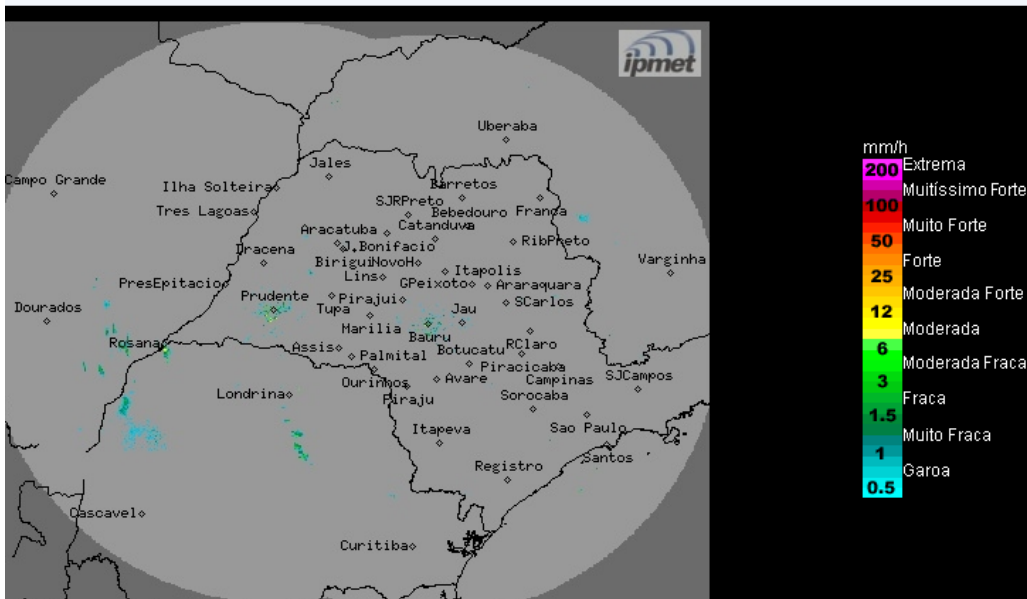 ipmet
Uberaba
Jales
Campo Grande
Ilha Solteira
Barretos
SJRPreto
Tres Lagoas
Bebedouro
Franca
Catanduva
Aracatuba
J.Bonifacio
RibPreto
Dracena
Varginha
Birigui
NovoH
Itapolis
Lins
PresEpitacio
GPeixoto
Araraquara
Prudente
Pirajui
SCarlos
Dourados
Tupa
Jau
Marilia
Bauru
Rosana
Assis
Palmital
Botucatu
RClaro
Piracicaba
Ourinhos
Avare
Campinas
SJCampos
Londrina
Piraju
Sorocaba
Itapeva
Sao Paulo
Santos
Registro
Cascavel
Curitiba
mm/h
200 Extrema
Muitíssimo Forte
100
Muito Forte
50
Forte
25
Moderada Forte
12
Moderada
6
Moderada Fraca
3
Fraca
1.5
Muito Fraca
1
Garoa
0.5